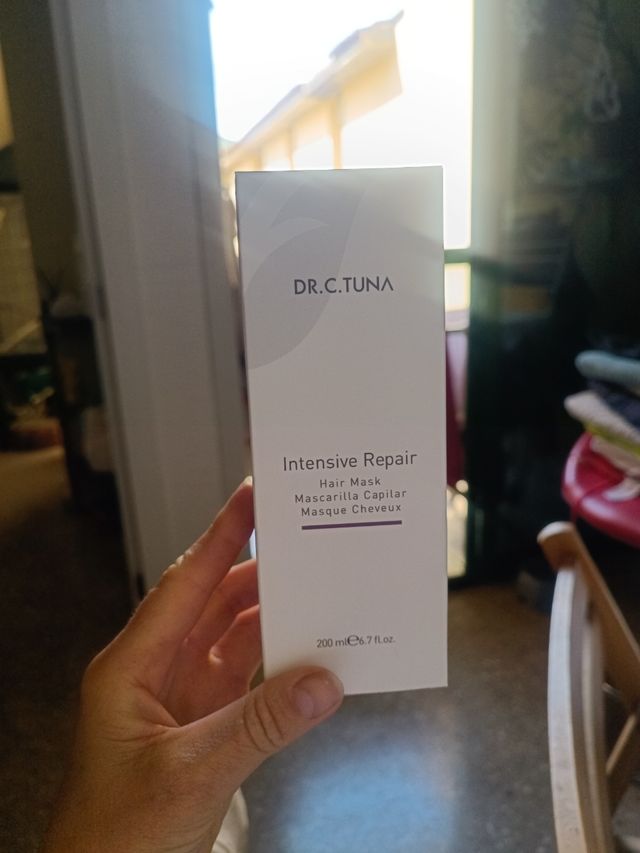 DR.C.TUNA
Intensive Repair
Hair Mask
Mascarilla Capilar
Masque Cheveux
200 ml℮6.7 fl.oz.